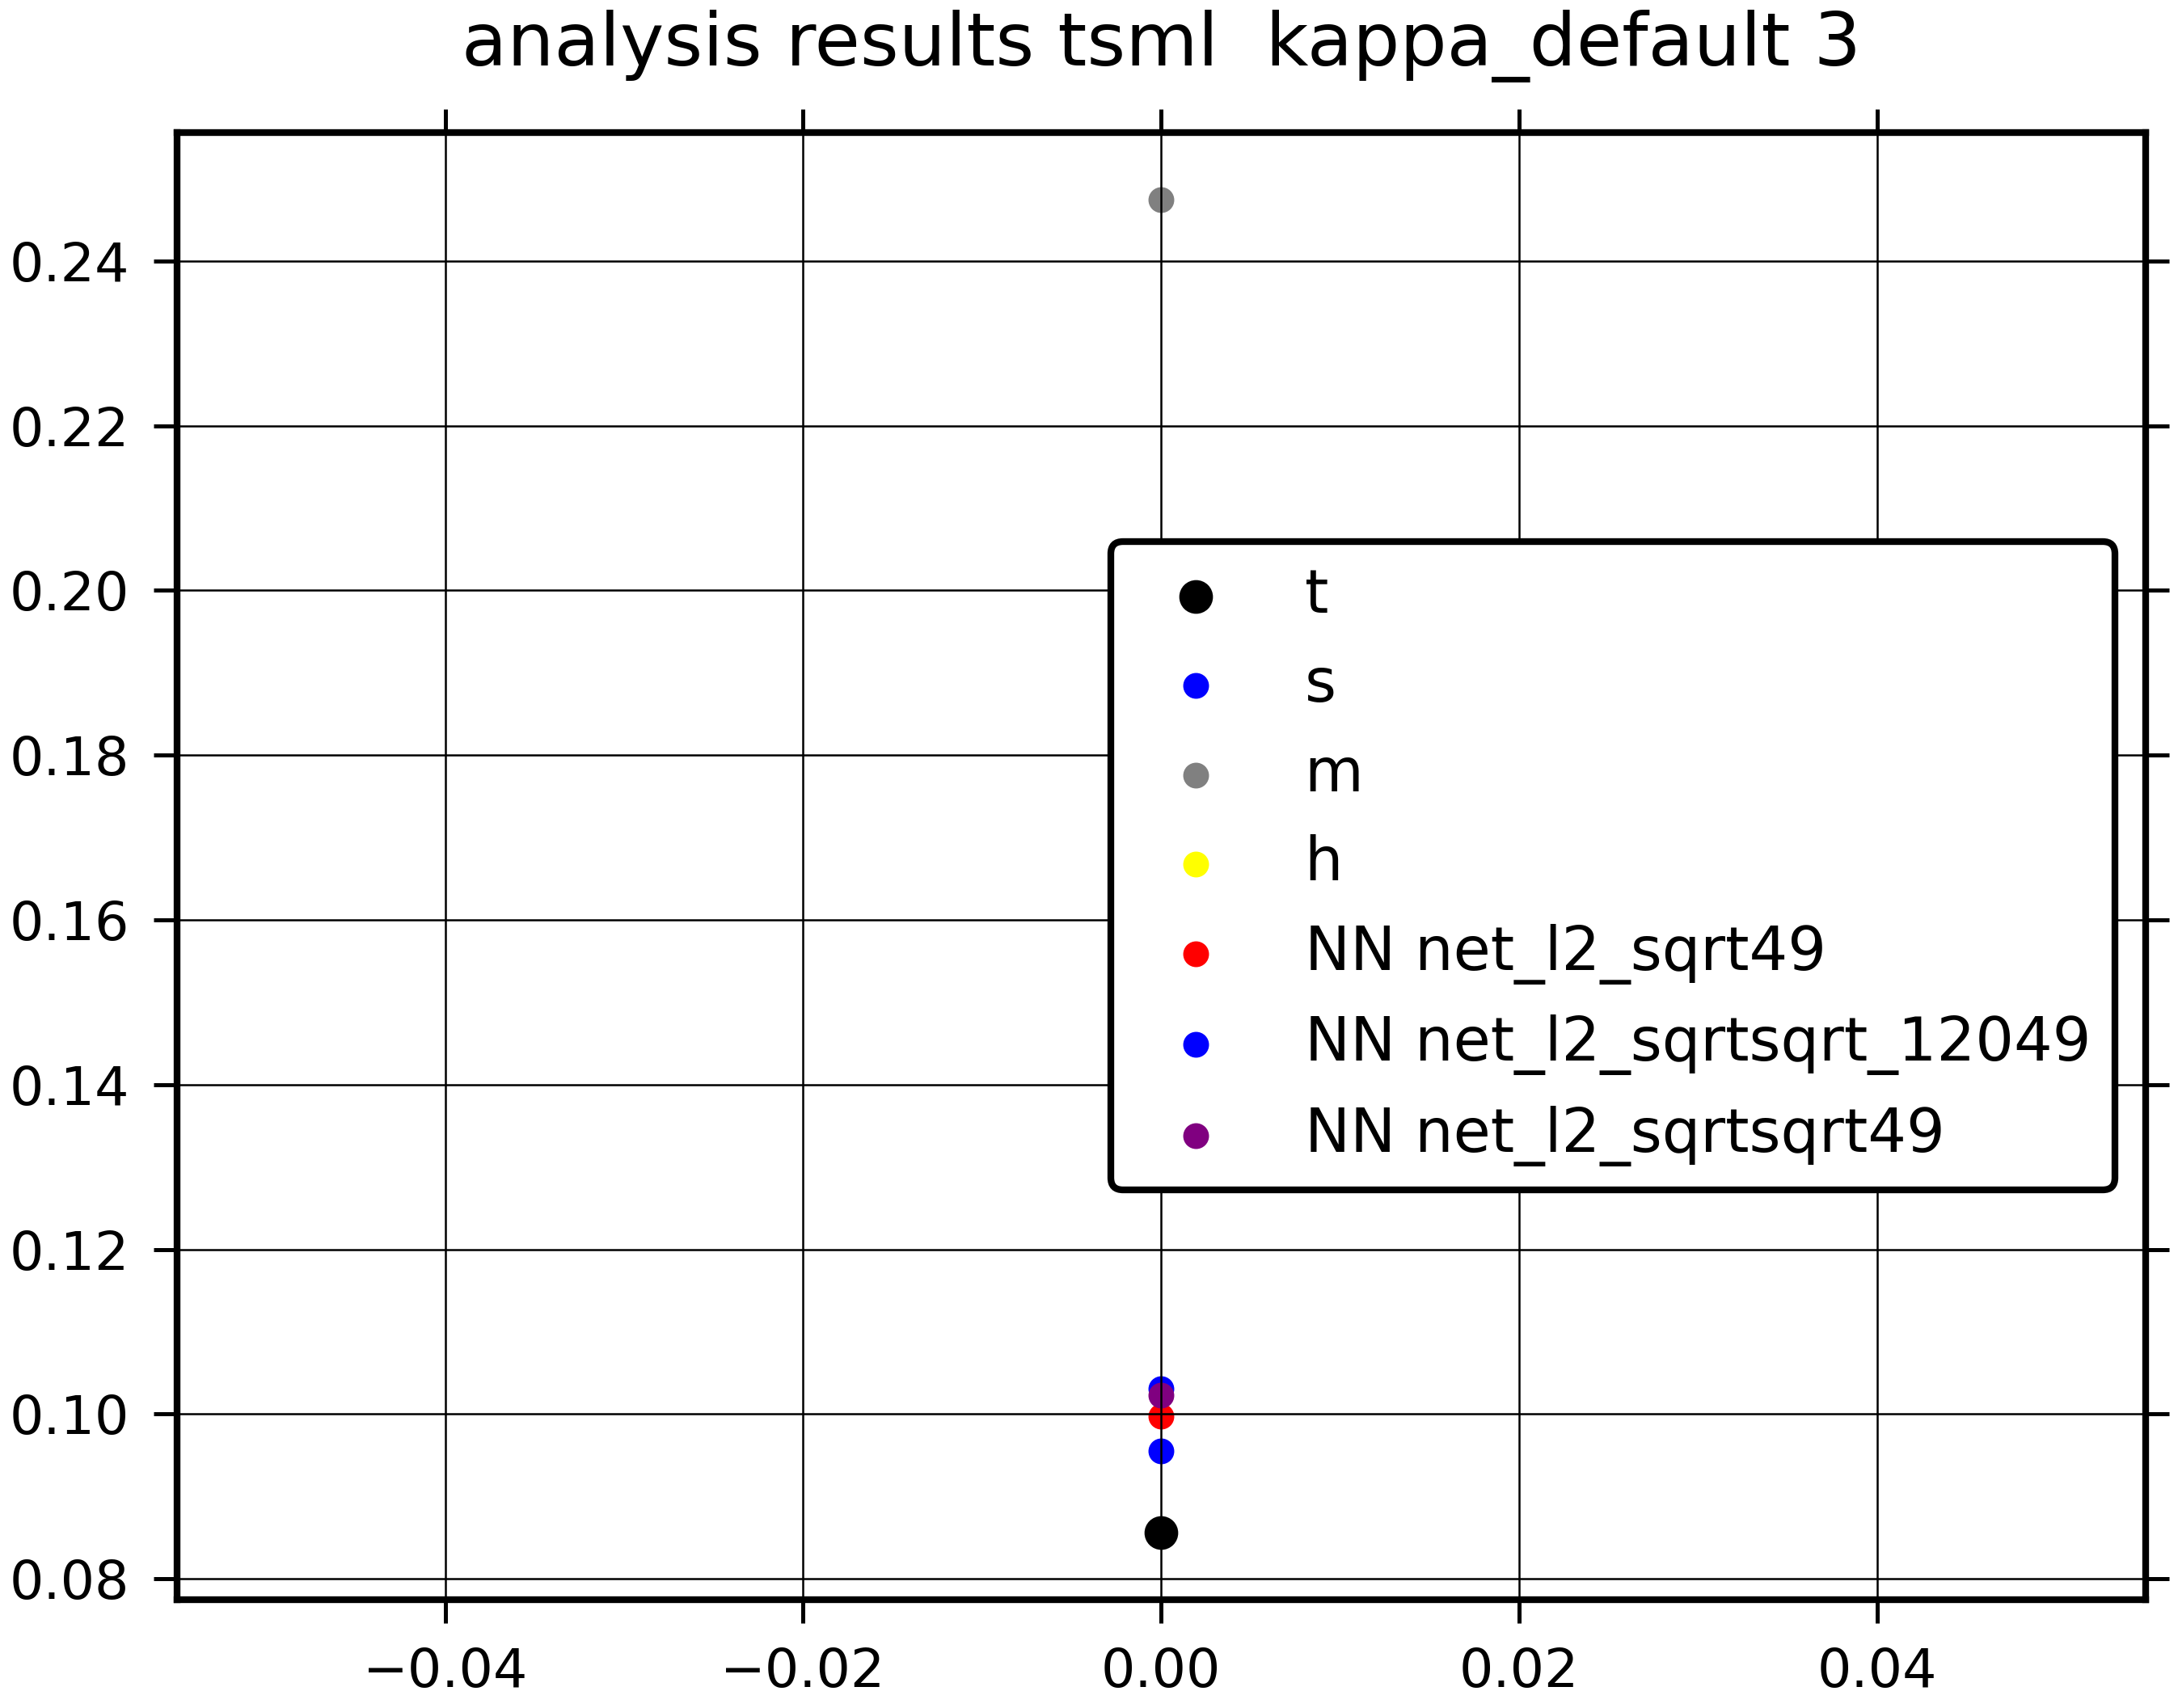 analysis results tsml  kappa_default 3
0.24
0.22
0.20
0.18
0.16
0.14
0.12
0.10
0.08
t
s
m
h
NN net_l2_sqrt49
NN net_l2_sqrtsqrt_12049
NN net_l2_sqrtsqrt49
−0.04
−0.02
0.00
0.02
0.04